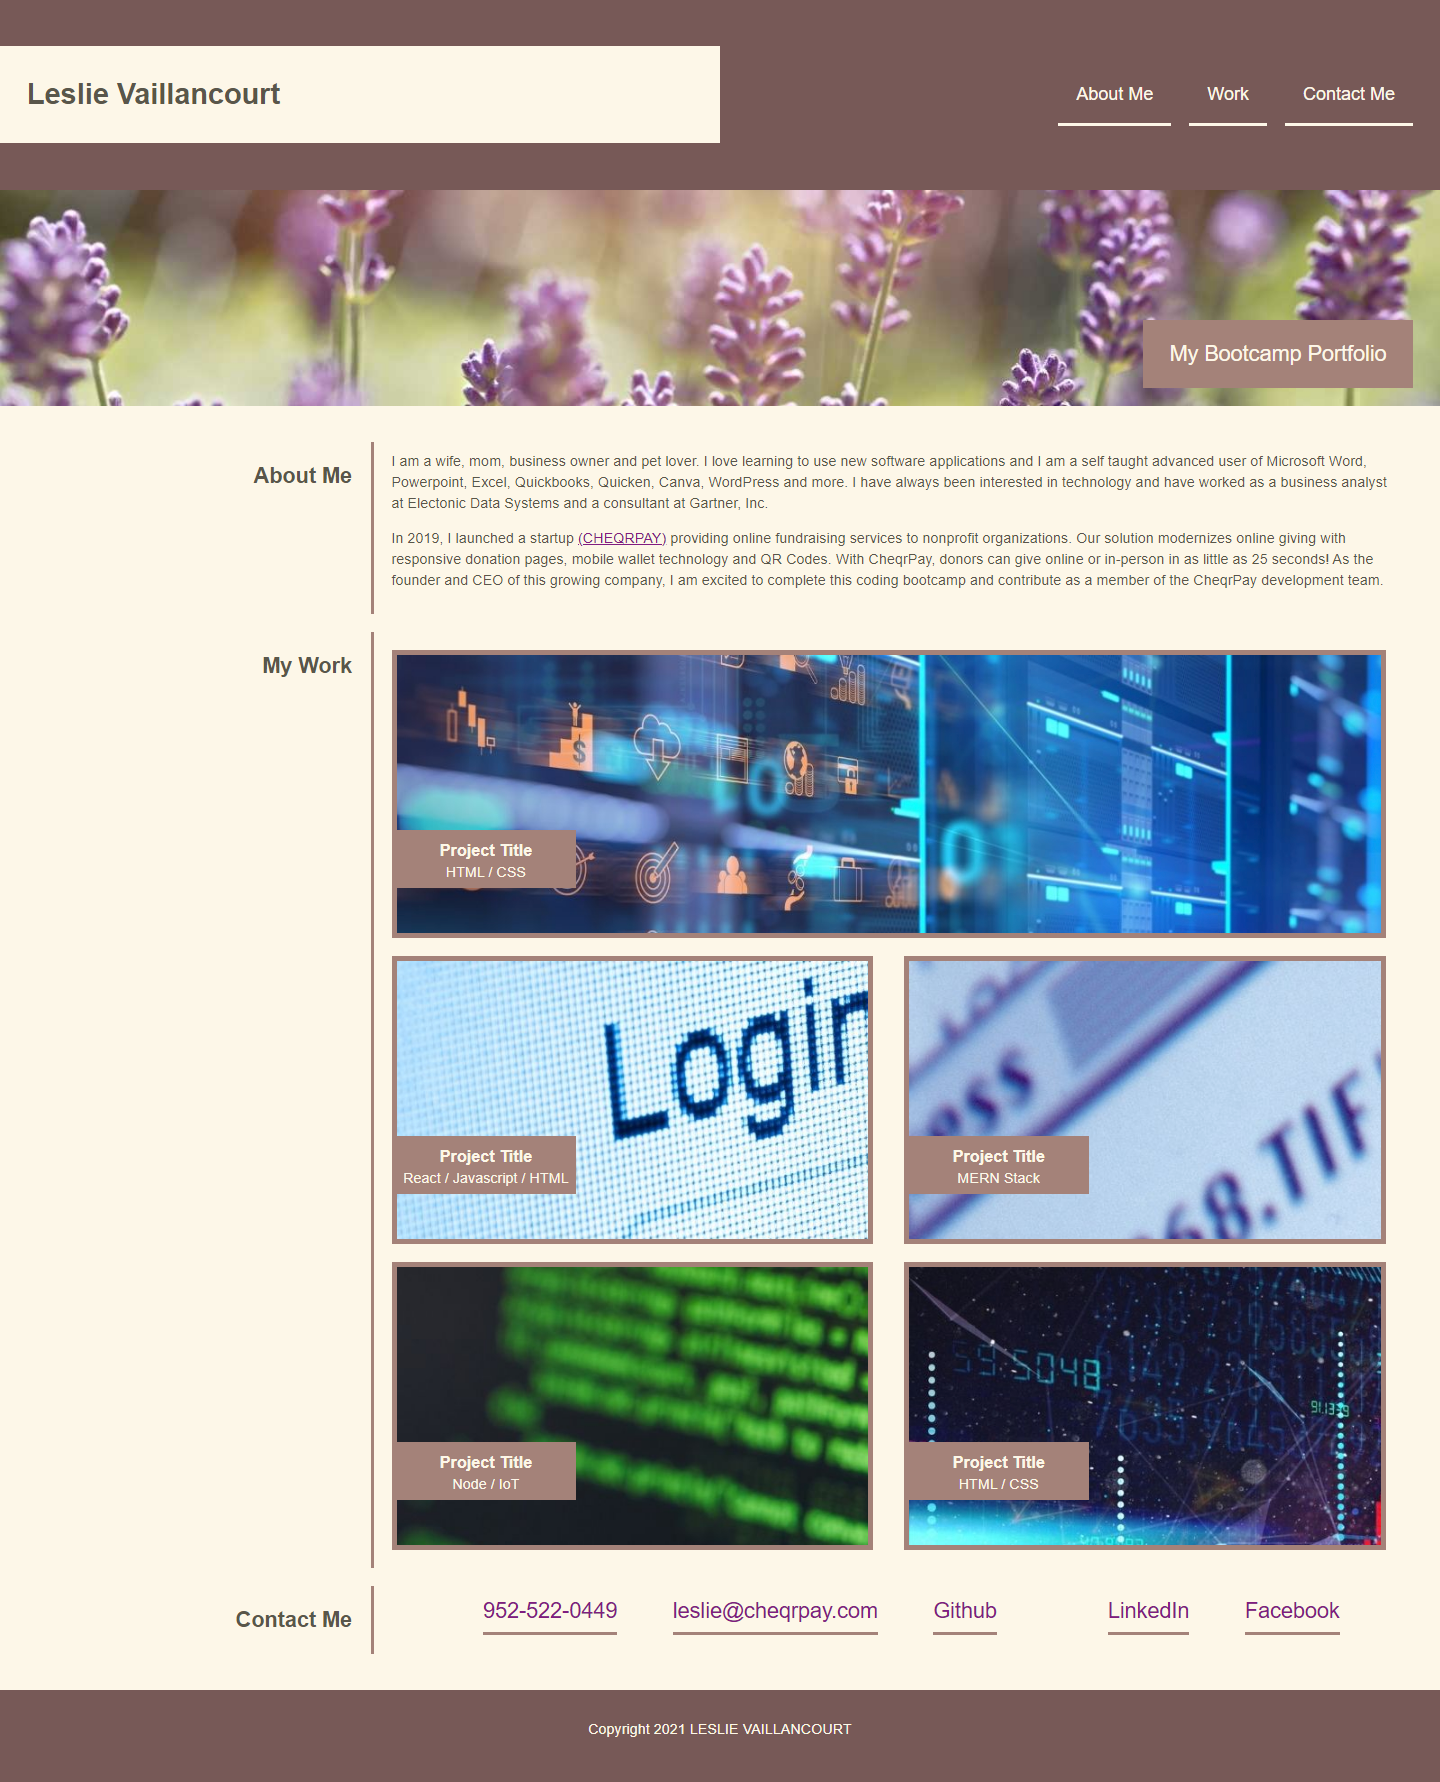 Leslie Vaillancourt
About Me
Work
Contact Me
My Bootcamp Portfolio
About Me
I am a wife, mom, business owner and pet lover. I love learning to use new software applications and I am a self taught advanced user of Microsoft Word,
Powerpoint, Excel, Quickbooks, Quicken, Canva, WordPress and more. I have always been interested in technology and have worked as a business analyst
at Electonic Data Systems and a consultant at Gartner, Inc.
In 2019, I launched a startup (CHEQRPAY) providing online fundraising services to nonprofit organizations. Our solution modernizes online giving with
responsive donation pages, mobile wallet technology and QR Codes. With CheqrPay, donors can give online or in-person in as little as 25 seconds! As the
founder and CEO of this growing company, I am excited to complete this coding bootcamp and contribute as a member of the CheqrPay development team.
My Work
Project Title
HTML / CSS
Login
Project Title
React / Javascript / HTML
ess
68.TIF
Project Title
MERN Stack
Project Title
Node / IoT
59.5048
91.1339
Project Title
HTML / CSS
Contact Me
952-522-0449
leslie@cheqrpay.com
Github
LinkedIn
Facebook
Copyright 2021 LESLIE VAILLANCOURT